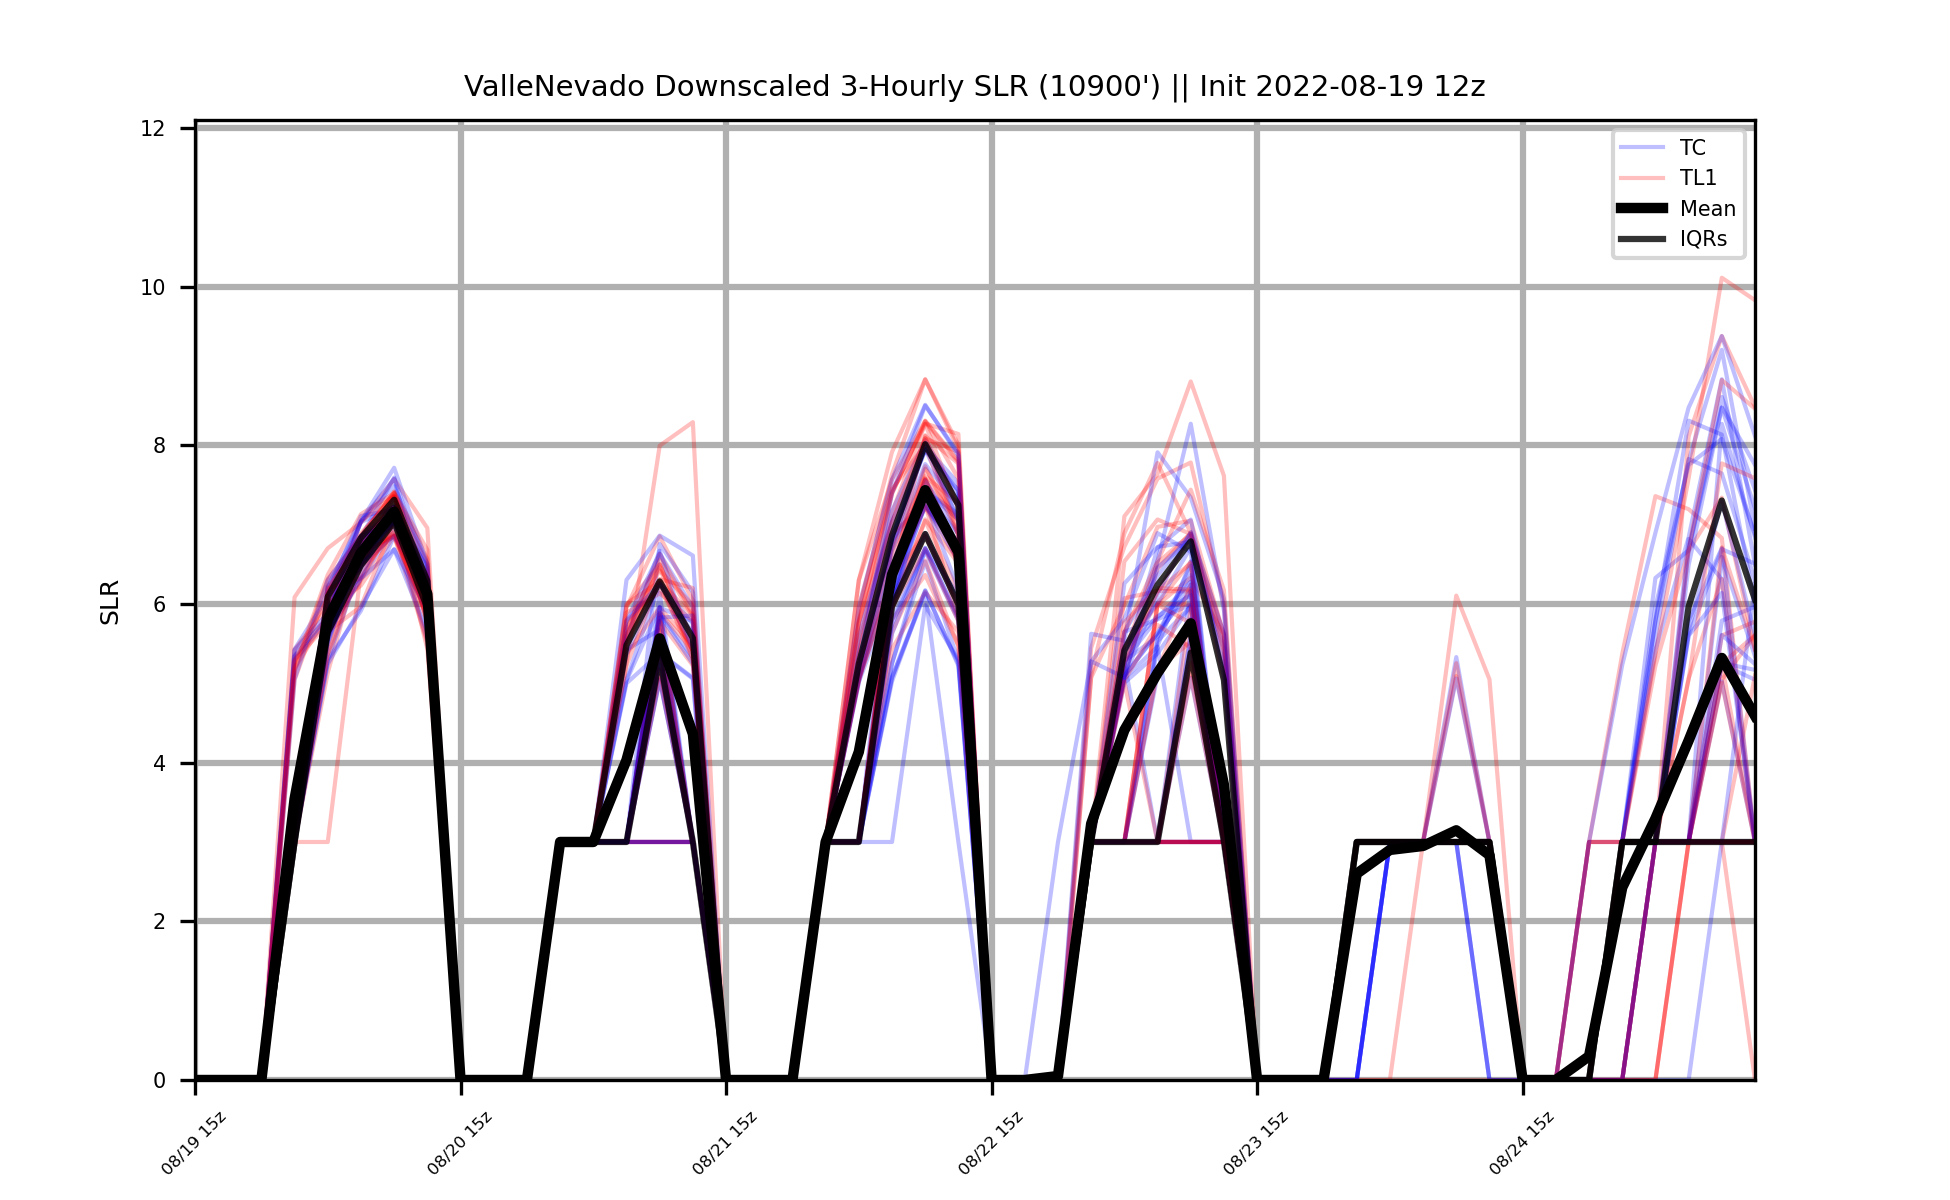 ValleNevado Downscaled 3-Hourly SLR (10900') || Init 2022-08-19 12z
12
10
8
6
4
2
0
SLR
TC
TL1
Mean
IQRs
08/19 15z
08/20 15z
08/21 15z
08/22 15z
08/23 15z
08/24 15z